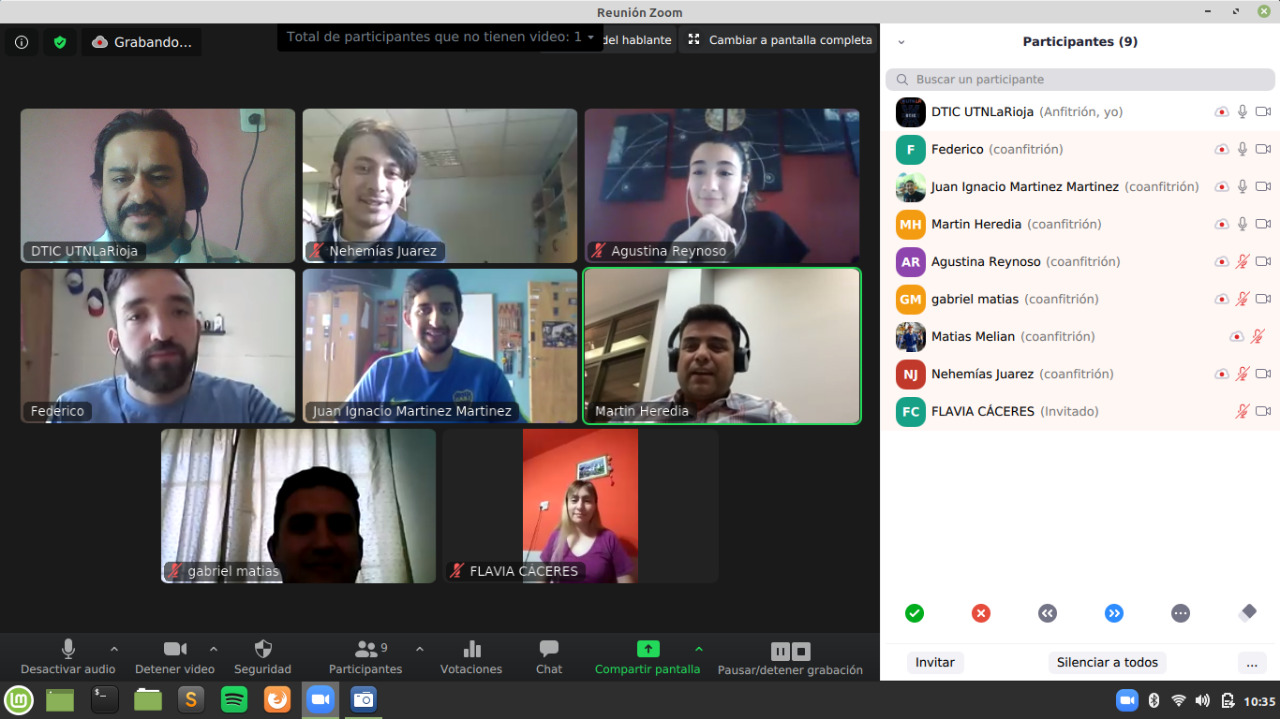 Reunión Zoom
Grabando...
Total de participantes que no tienen video: 1
del hablante
Cambiar a pantalla completa
DTIC UTNLaRioja
Nehemías Juarez
Agustina Reynoso
Federico
Juan Ignacio Martinez Martinez
Martin Heredia
gabriel matias
FLAVIA CÁCERES
Desactivar audio
Detener video
Seguridad
9
Participantes
Votaciones
Chat
Compartir pantalla
Pausar/detener grabación
Participantes (9)
Buscar un participante
DTIC UTNLaRioja (Anfitrión, yo)
F Federico (coanfitrión)
Juan Ignacio Martinez Martinez (coanfitrión)
MH Martin Heredia (coanfitrión)
AR Agustina Reynoso (coanfitrión)
GM gabriel matias (coanfitrión)
Matias Melian (coanfitrión)
NJ Nehemías Juarez (coanfitrión)
FC FLAVIA CÁCERES (Invitado)
Invitar
Silenciar a todos
...
10:35